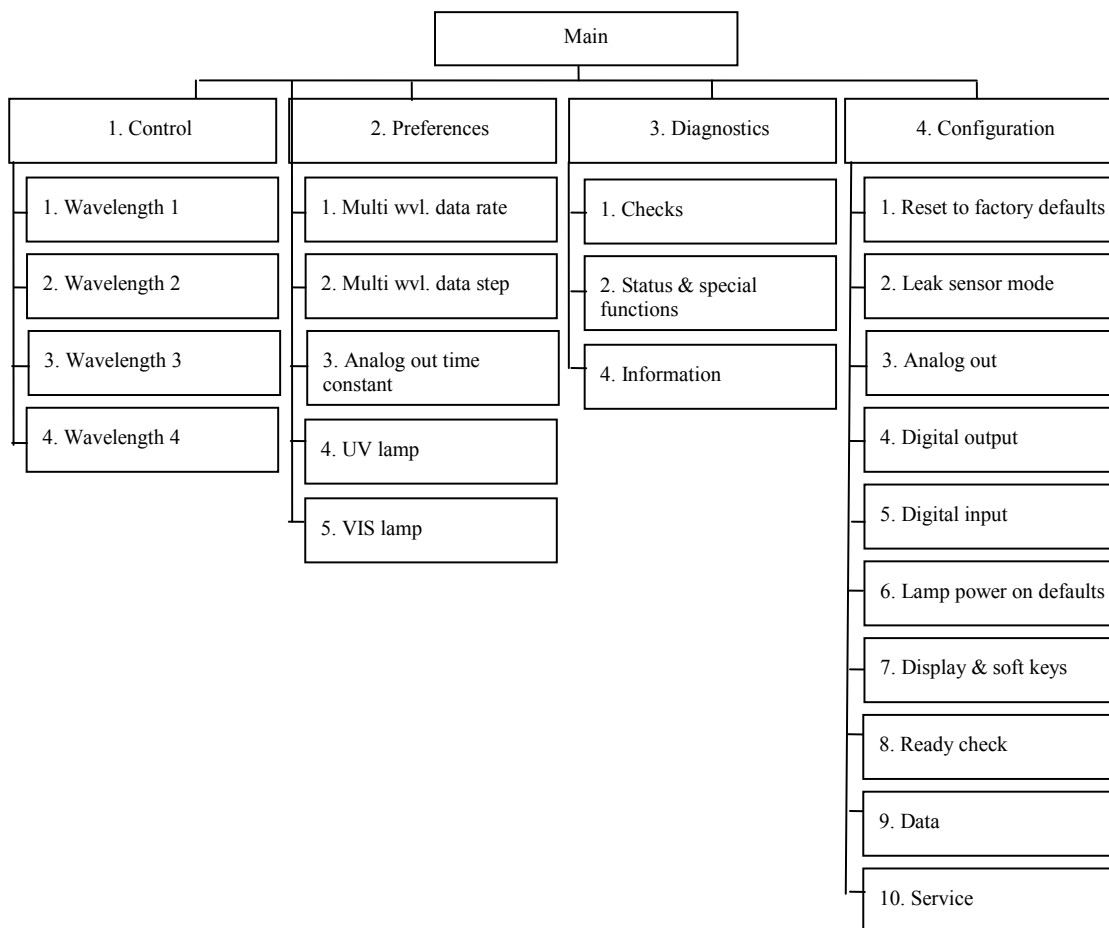 Main
1. Control
1. Wavelength 1
2. Wavelength 2
3. Wavelength 3
4. Wavelength 4
2. Preferences
1. Multi wvl. data rate
2. Multi wvl. data step
3. Analog out time
constant
4. UV lamp
5. VIS lamp
3. Diagnostics
1. Checks
2. Status & special
functions
4. Information
4. Configuration
1. Reset to factory defaults
2. Leak sensor mode
3. Analog out
4. Digital output
5. Digital input
6. Lamp power on defaults
7. Display & soft keys
8. Ready check
9. Data
10. Service